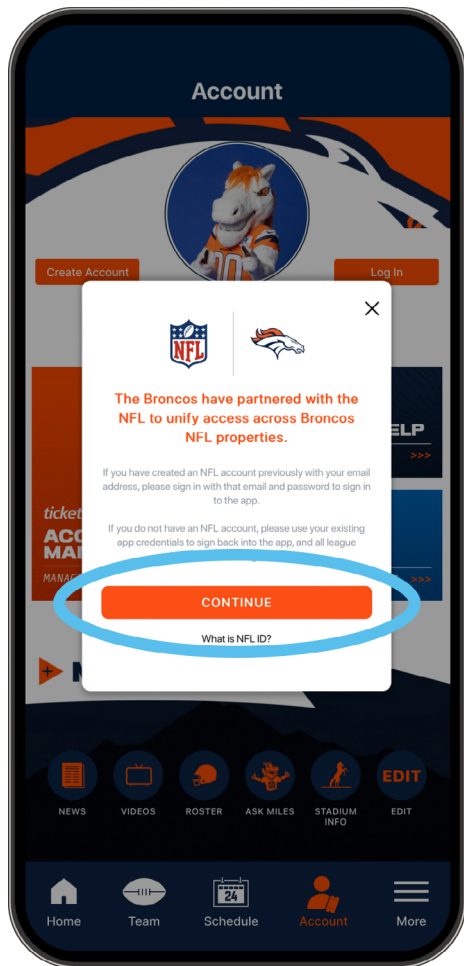 Account
Create Account
Log In
NFL
The Broncos have partnered with the
NFL to unify access across Broncos
NFL properties.
If you have created an NFL account previously with your email
address, please sign in with that email and password to sign in
to the app.
If you do not have an NFL account, please use your existing
app credentials to sign back into the app, and all league
>>>
ticket
>>>
CONTINUE
What is NFL ID?
NEWS
VIDEOS
ROSTER
ASK MILES
STADIUM
INFO
EDIT
EDIT
24
Home
Team
Schedule
Account
More